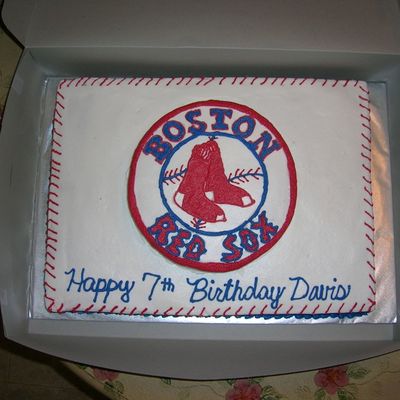 BOSTON
RED SOX
Happy 7th Birthday Davis